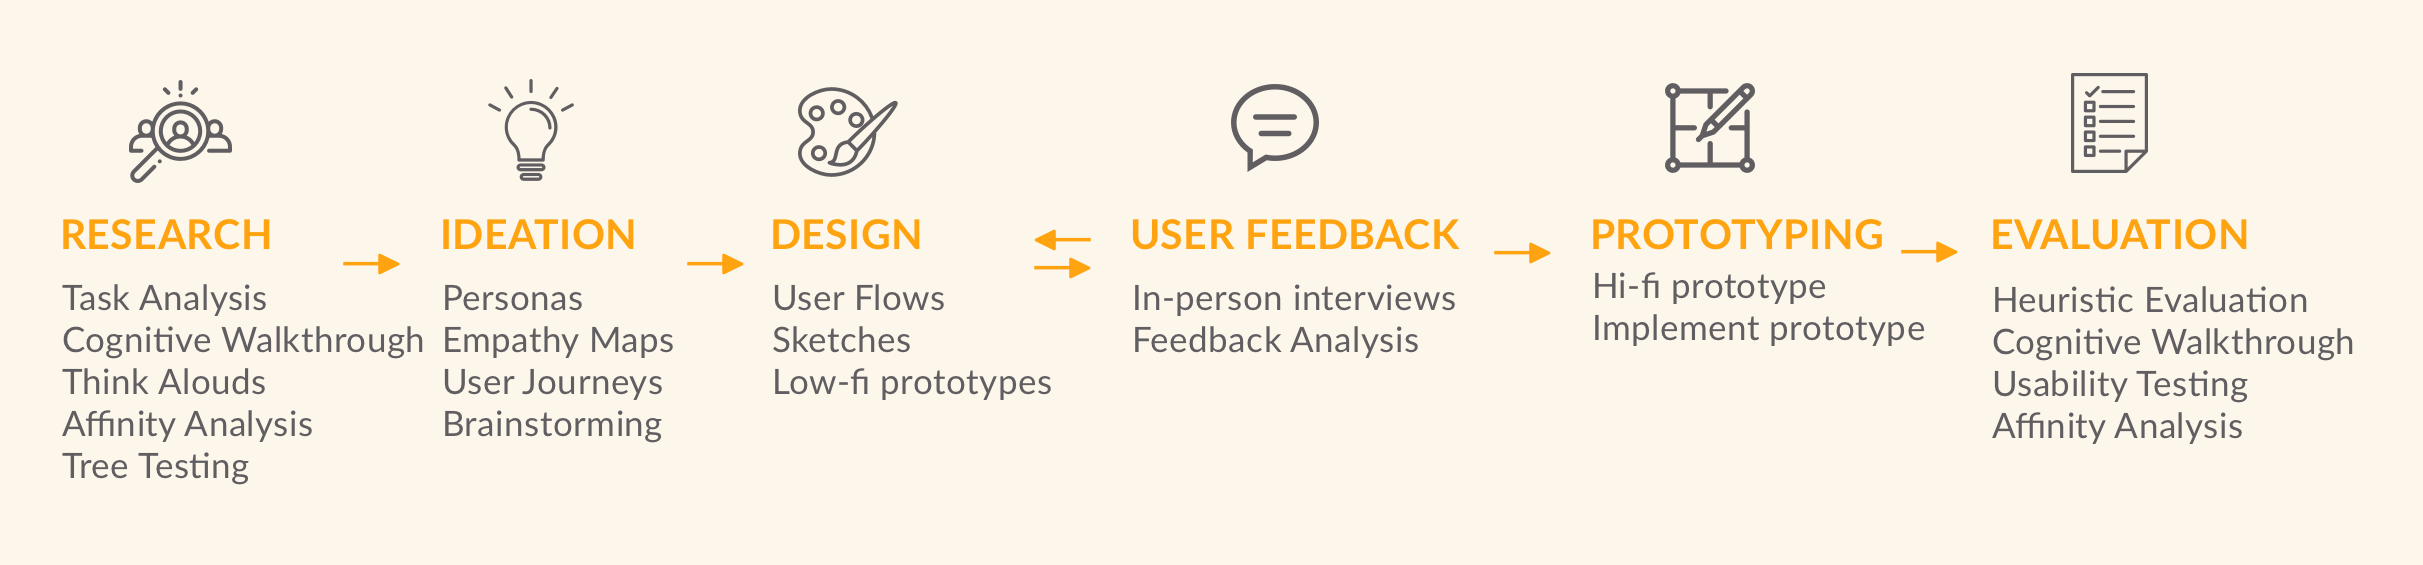 RESEARCH
Task Analysis
Cognitive Walkthrough
Think Alouds
Affinity Analysis
Tree Testing
IDEATION
Personas
Empathy Maps
User Journeys
Brainstorming
DESIGN
User Flows
Sketches
Low-fi prototypes
USER FEEDBACK
In-person interviews
Feedback Analysis
PROTOTYPING
Hi-fi prototype
Implement prototype
EVALUATION
Heuristic Evaluation
Cognitive Walkthrough
Usability Testing
Affinity Analysis